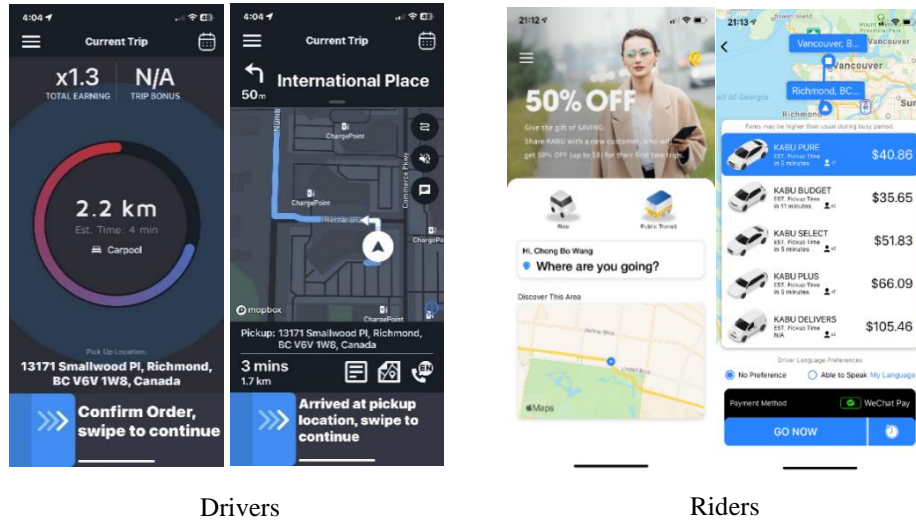 4:04
Current Trip
x1.3
TOTAL EARNING
N/A
TRIP BONUS
2.2 km
Est. Time: 4 min
Carpool
Pick Up Location:
13171 Smallwood Pl, Richmond,
BC V6V 1W8, Canada
Confirm Order,
swipe to continue
4:04
Current Trip
50 m
International Place
ChargePoint
Commerce Pkwy
ChargePoint
ChargePoint
mapbox
Pickup: 13171 Smallwood Pl, Richmond,
BC V6V 1W8, Canada
3 mins
1.7 km
EN
Arrived at pickup
location, swipe to
continue
Drivers
21:12
50% OFF
Give the gift of SAVING:
Share KABU with a new customer, who will
get 50% OFF (up to $8) for their first two trips.
Ride
Public Transit
Hi, Chong Bo Wang
Where are you going?
Discover This Area
Maps
21:13
Bowen Island
Vancouver, B...
Vancouver
Vancouver
Richmond, BC...
Richmond
Sur
Fares may be higher than usual during busy period.
KABU PURE
EST. Pickup Time
in 5 minutes
$40.86
KABU BUDGET
EST. Pickup Time
in 11 minutes
$35.65
KABU SELECT
EST. Pickup Time
in 5 minutes
$51.83
KABU PLUS
EST. Pickup Time
in 5 minutes
$66.09
KABU DELIVERS
EST. Pickup Time
N/A
$105.46
Driver Language Preferences
No Preference
Able to Speak My Language
Payment Method
WeChat Pay
GO NOW
Riders